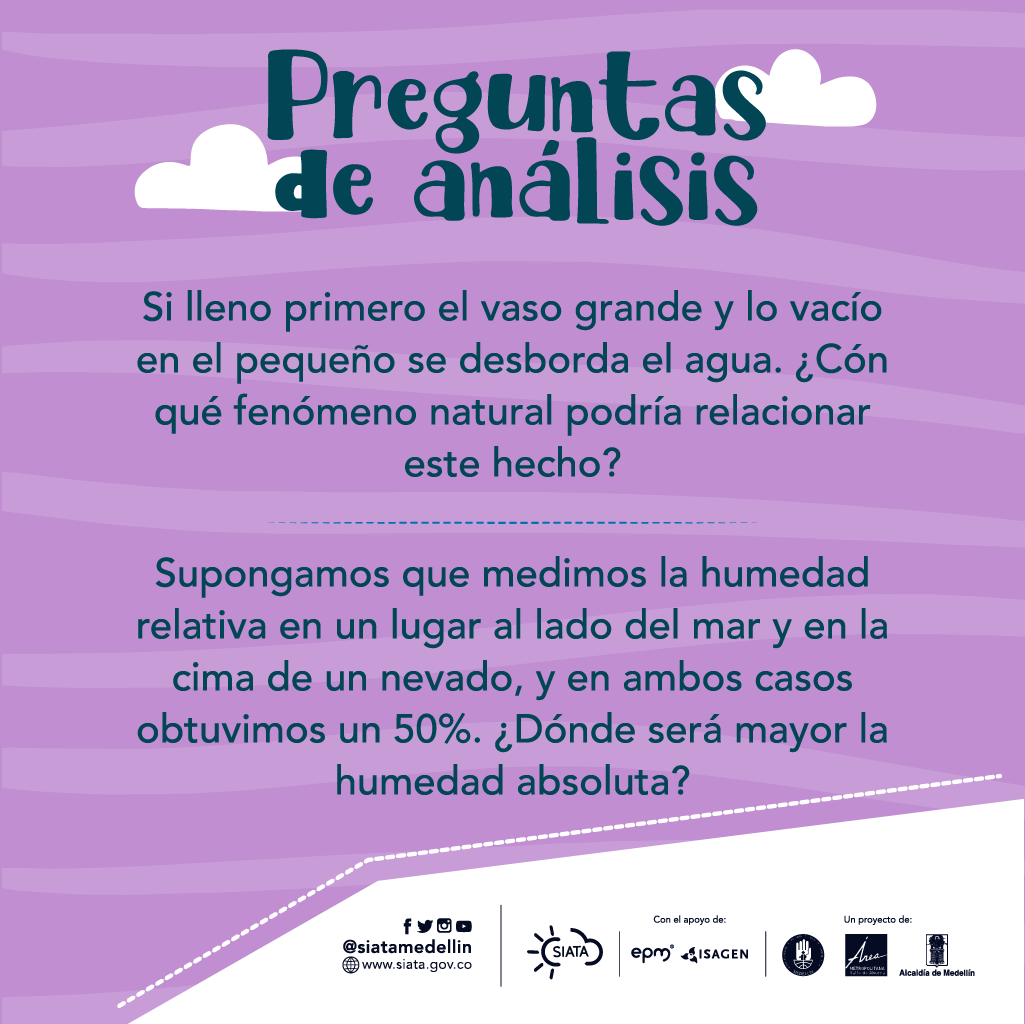 Preguntas
de análisis
Si lleno primero el vaso grande y lo vacío
en el pequeño se desborda el agua. ¿Cón
qué fenómeno natural podría relacionar
este hecho?
Supongamos que medimos la humedad
relativa en un lugar al lado del mar y en la
cima de un nevado, y en ambos casos
obtuvimos un 50%. ¿Dónde será mayor la
humedad absoluta?
@siatamedellin
www.siata.gov.co
SIATA
Con el apoyo de:
epm
ISAGEN
Un proyecto de:
Área
METROPOLITANA
Alcaldía de Medellín